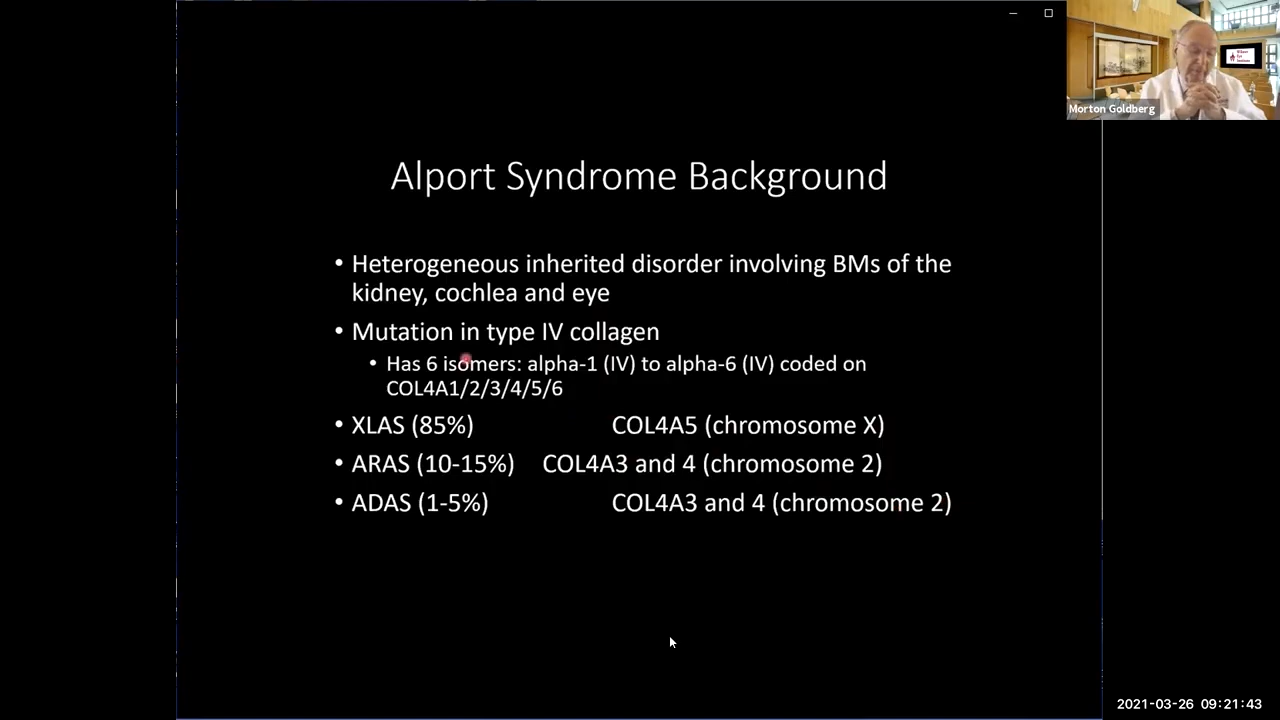 Morton Goldberg
Alport Syndrome Background
• Heterogeneous inherited disorder involving BMs of the
kidney, cochlea and eye
• Mutation in type IV collagen
• Has 6 isomers: alpha-1 (IV) to alpha-6 (IV) coded on
COL4A1/2/3/4/5/6
• XLAS (85%) COL4A5 (chromosome X)
• ARAS (10-15%) COL4A3 and 4 (chromosome 2)
• ADAS (1-5%) COL4A3 and 4 (chromosome 2)
2021-03-26 09:21:43